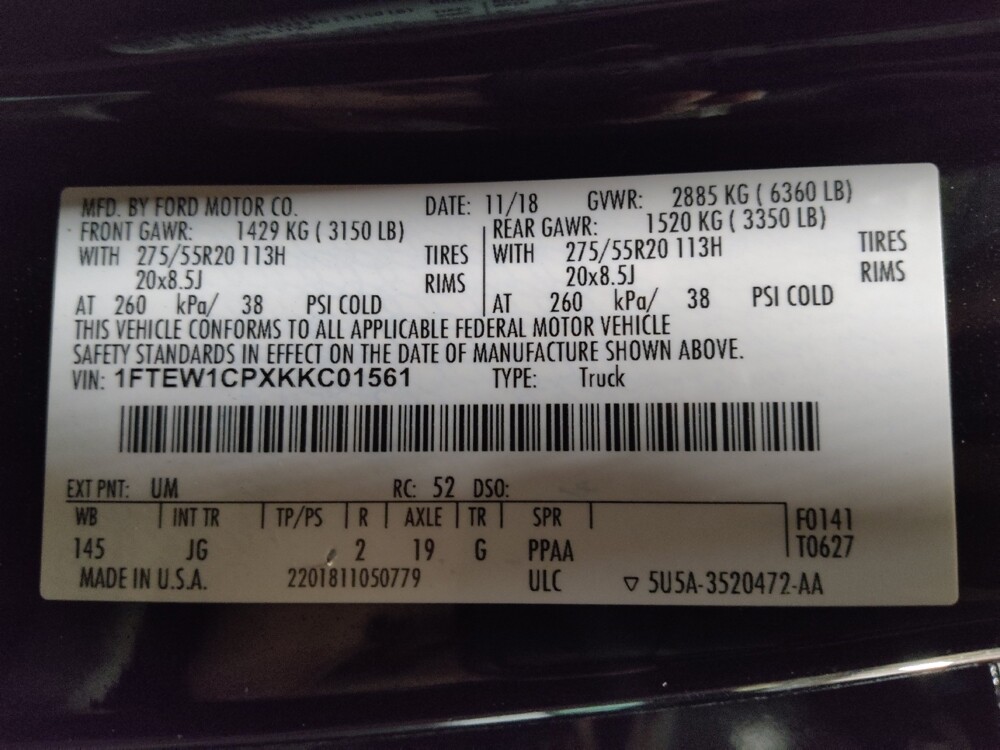 MFD. BY FORD MOTOR CO. DATE: 11/18 GVWR: 2885 KG ( 6360 LB)
FRONT GAWR: 1429 KG ( 3150 LB) REAR GAWR: 1520 KG ( 3350 LB)
WITH 275/55R20 113H TIRES WITH 275/55R20 113H TIRES
20x8.5J RIMS 20x8.5J RIMS
AT 260 kPa/ 38 PSI COLD AT 260 kPa/ 38 PSI COLD
THIS VEHICLE CONFORMS TO ALL APPLICABLE FEDERAL MOTOR VEHICLE
SAFETY STANDARDS IN EFFECT ON THE DATE OF MANUFACTURE SHOWN ABOVE.
VIN: 1FTEW1CPXKKC01561 TYPE: Truck
EXT PNT: UM RC: 52 DSO:
WB INT TR TP/PS R AXLE TR SPR F0141
145 JG 2 19 G PPAA T0627
MADE IN U.S.A. 2201811050779 ULC ▽ 5U5A-3520472-AA